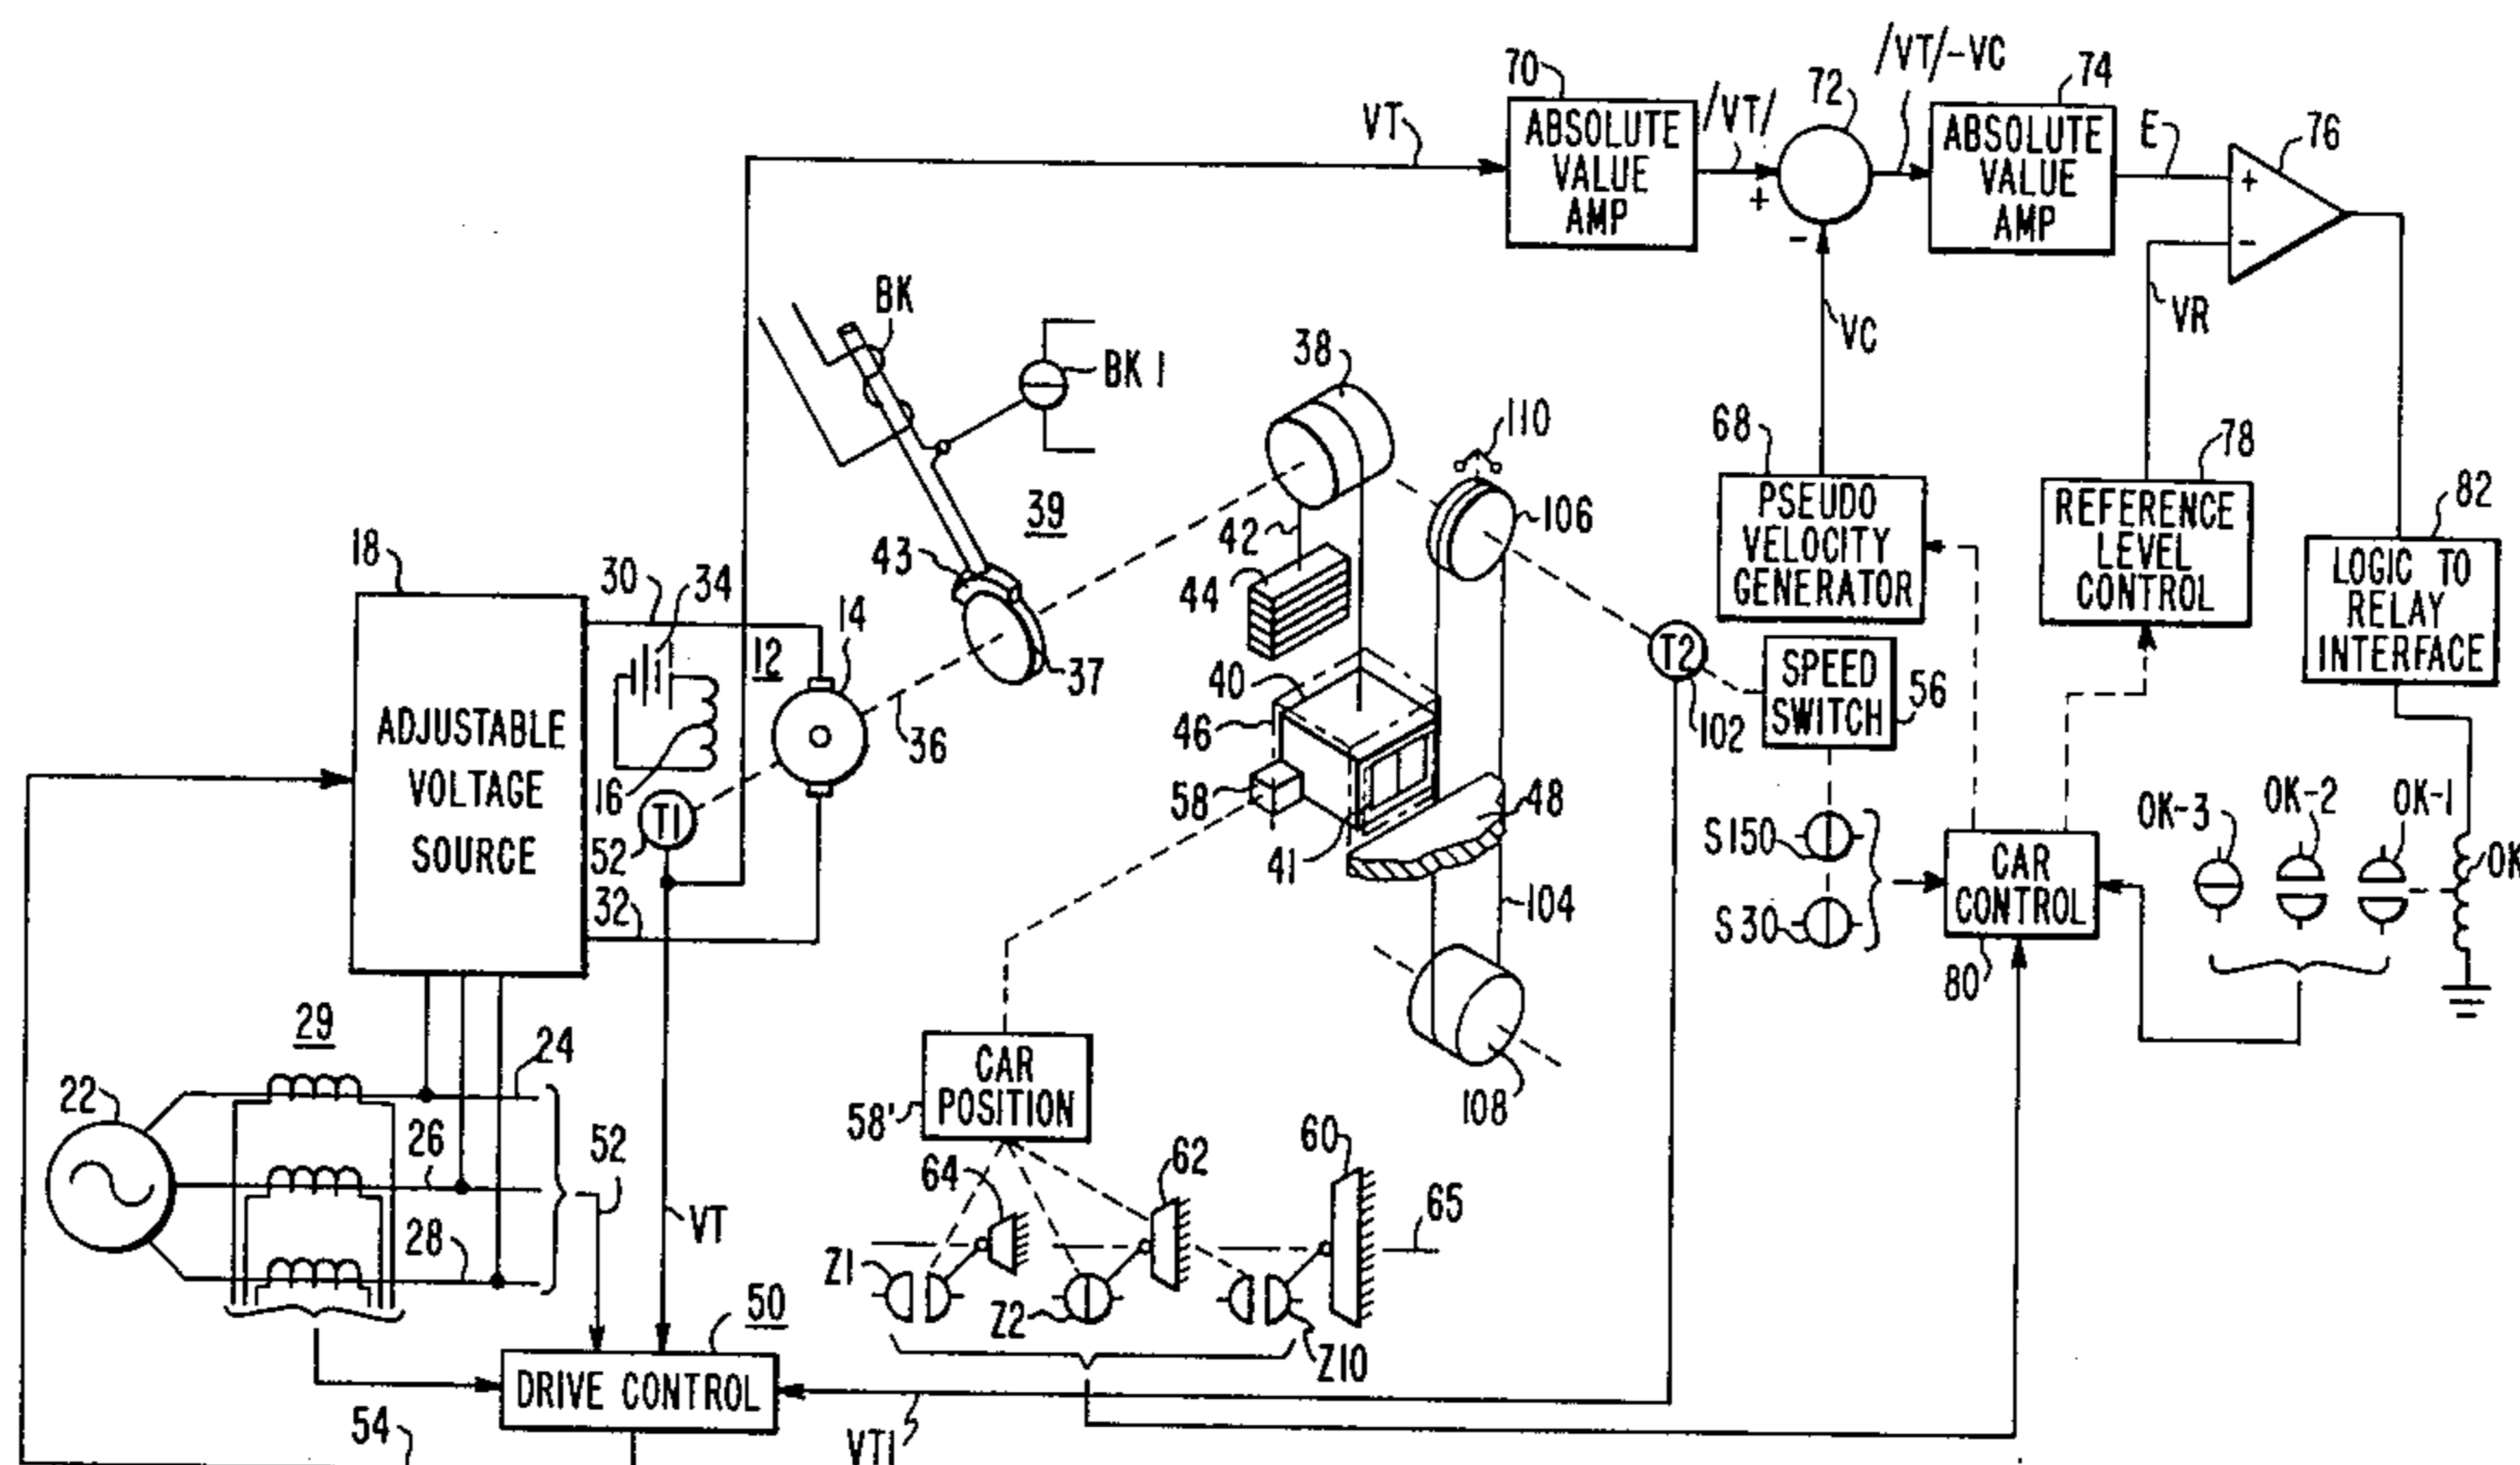 /VT/-VC
70
72
74
VT
ABSOLUTE
VALUE
AMP
/VT/
+
-
ABSOLUTE
VALUE
AMP
E
76
+
-
VR
VC
BK
BK1
38
110
68
78
PSEUDO
VELOCITY
GENERATOR
REFERENCE
LEVEL
CONTROL
82
LOGIC TO
RELAY
INTERFACE
39
42
106
43
44
18
30
34
12
14
37
T2
102
SPEED
SWITCH
56
ADJUSTABLE
VOLTAGE
SOURCE
16
36
40
46
58
48
41
T1
52
32
S150
S30
CAR
CONTROL
80
OK-3
OK-2
OK-1
OK
104
108
29
24
22
26
52
28
CAR
POSITION
58'
64
62
60
65
VT
Z1
Z2
Z10
50
DRIVE CONTROL
54
VT1